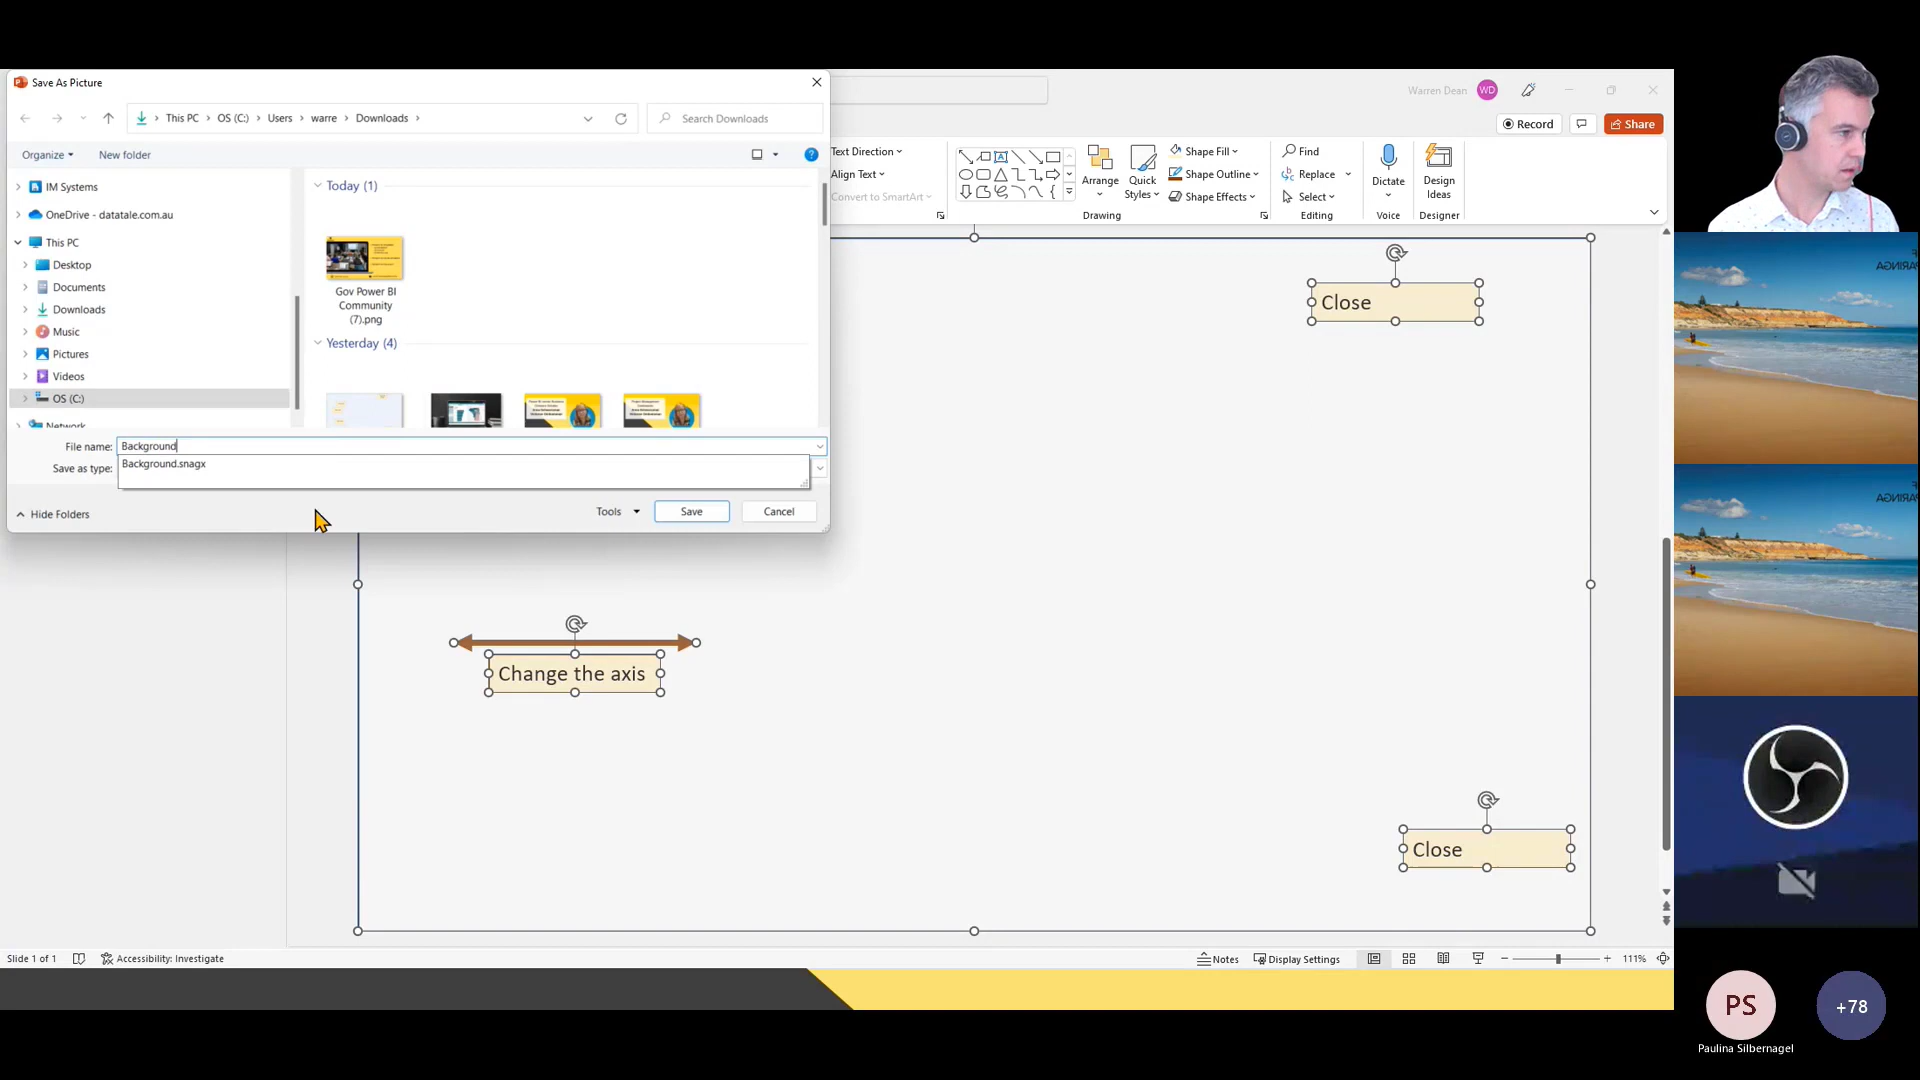 Save As Picture
This PC > OS (C:) > Users > warre > Downloads >
Search Downloads
Organize
New folder
IM Systems
OneDrive - datatale.com.au
This PC
Desktop
Documents
Downloads
Music
Pictures
Videos
OS (C:)
Network
Today (1)
Gov Power BI
Community
(7).png
Yesterday (4)
File name: Background
Save as type:
Background.snagx
Hide Folders
Tools
Save
Cancel
Warren Dean
WD
Record
Share
Text Direction
Align Text
Convert to SmartArt
Arrange
Quick
Styles
Shape Fill
Shape Outline
Shape Effects
Drawing
Find
Replace
Select
Editing
Dictate
Voice
Design
Ideas
Designer
Close
Change the axis
Close
Slide 1 of 1
Accessibility: Investigate
Notes
Display Settings
111%
PS
Paulina Silbernagel
+78